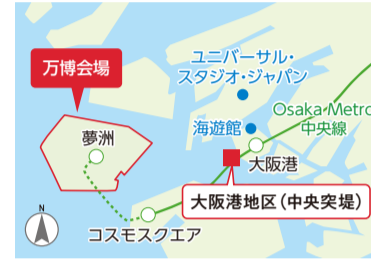 ユニバーサル・
スタジオ・ジャパン
万博会場
Osaka Metro
中央線
海遊館
夢洲
大阪港
大阪港地区（中央突堤）
N
コスモスクエア